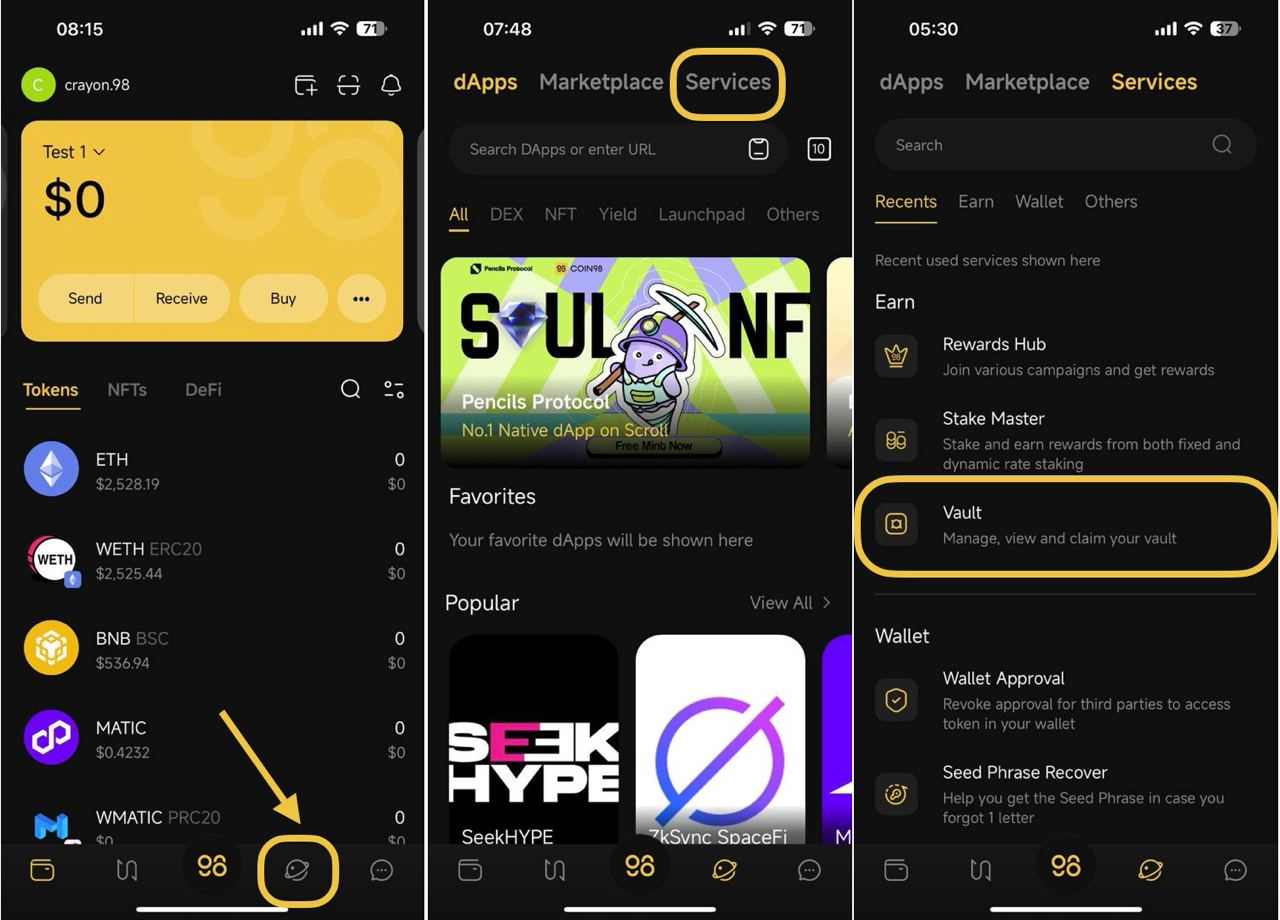 08:15
71
C
crayon.98
Test 1
$0
Send
Receive
Buy
Tokens
NFTs
DeFi
ETH
0
$2,528.19
$0
WETH
WETH ERC20
0
$2,525.44
$0
BNB BSC
0
$536.94
$0
MATIC
0
$0.4232
$0
WMATIC PRC20
0
$0
$0
98
07:48
71
dApps
Marketplace
Services
Search DApps or enter URL
10
All
DEX
NFT
Yield
Launchpad
Others
Pencils Protocol
98 COIN98
SOUL NF
Pencils Protocol
No.1 Native dApp on Scroll
Free Mint Now
Favorites
Your favorite dApps will be shown here
Popular
View All
SEEK
HYPE
SeekHYPE
ZkSync SpaceFi
M
98
05:30
37
dApps
Marketplace
Services
Search
Recents
Earn
Wallet
Others
Recent used services shown here
Earn
98
Rewards Hub
Join various campaigns and get rewards
Stake Master
Stake and earn rewards from both fixed and
dynamic rate staking
Vault
Manage, view and claim your vault
Wallet
Wallet Approval
Revoke approval for third parties to access
token in your wallet
Seed Phrase Recover
Help you get the Seed Phrase in case you
forgot 1 letter
98